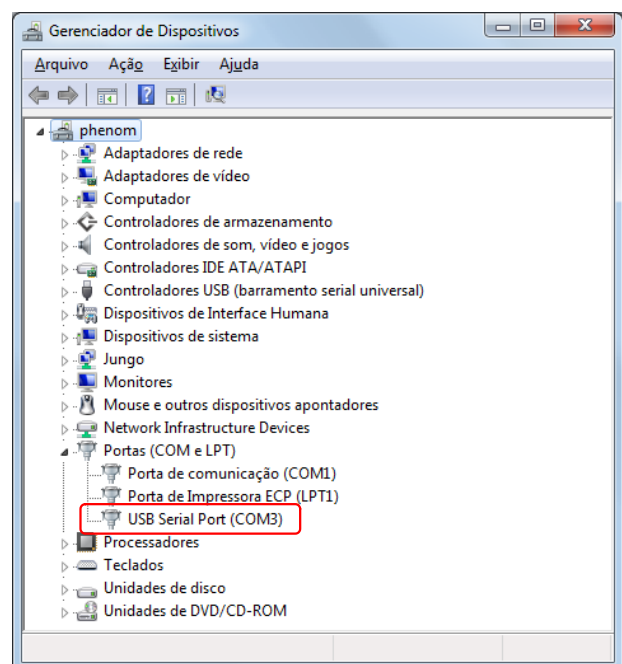 Gerenciador de Dispositivos
Arquivo Ação Exibir Ajuda
phenom
Adaptadores de rede
Adaptadores de vídeo
Computador
Controladores de armazenamento
Controladores de som, vídeo e jogos
Controladores IDE ATA/ATAPI
Controladores USB (barramento serial universal)
Dispositivos de Interface Humana
Dispositivos de sistema
Jungo
Monitores
Mouse e outros dispositivos apontadores
Network Infrastructure Devices
Portas (COM e LPT)
Porta de comunicação (COM1)
Porta de Impressora ECP (LPT1)
USB Serial Port (COM3)
Processadores
Teclados
Unidades de disco
Unidades de DVD/CD-ROM